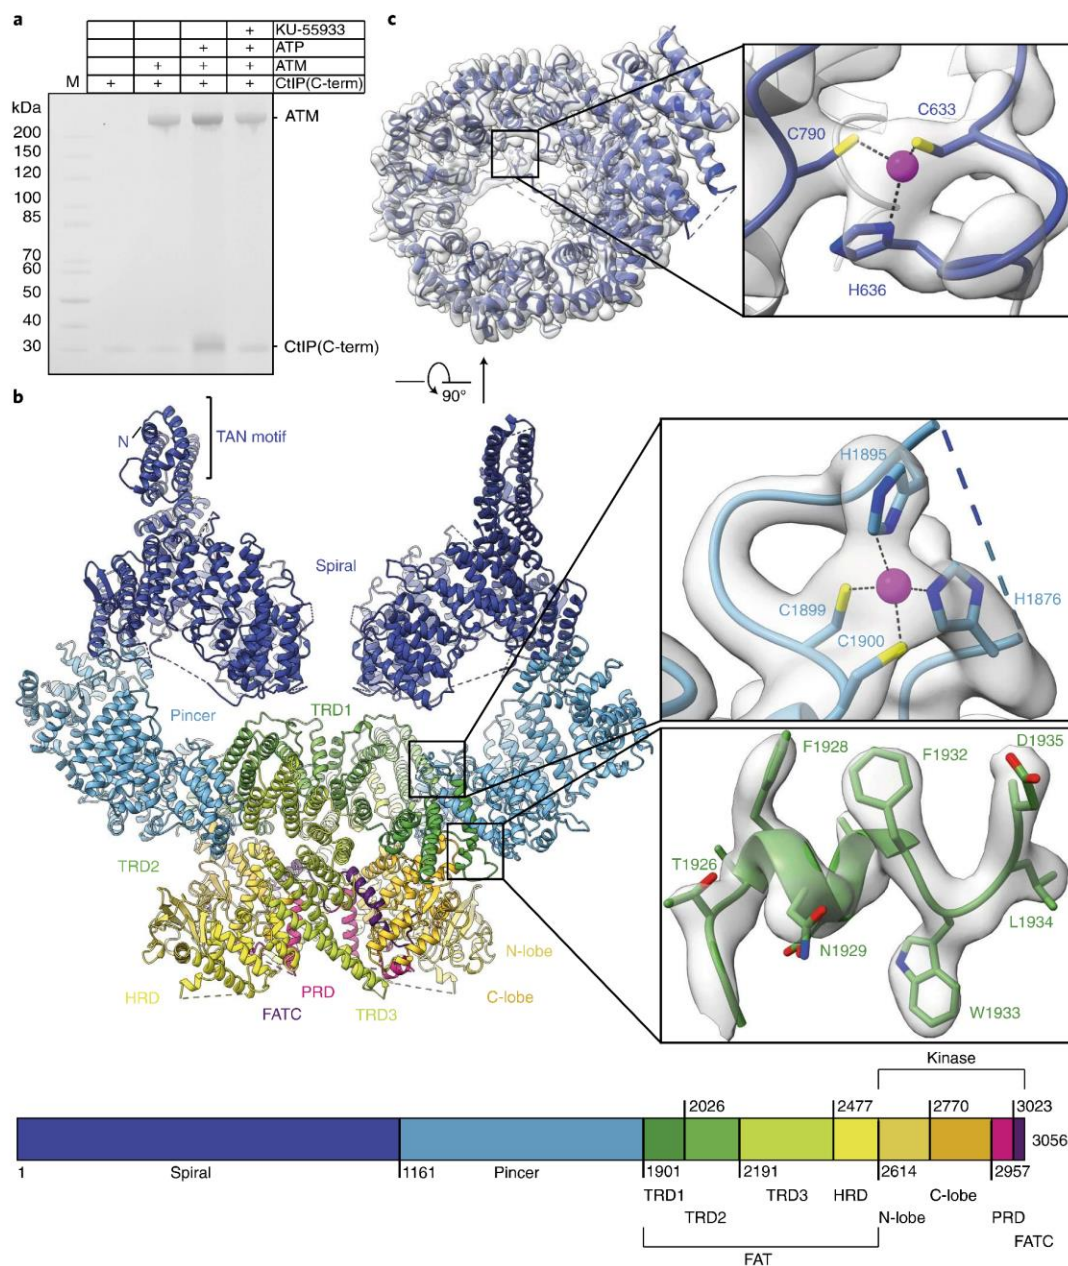 a
KU-55933
+
ATP
+ +
ATM
+ + +
M
CtIP(C-term)
+ + + +
kDa
200
150
120
100
85
70
60
50
40
30
ATM
CtIP(C-term)
c
C790
C633
H636
90°
b
N
TAN motif
Spiral
Pincer
TRD1
TRD2
HRD
FATC
PRD
TRD3
C-lobe
N-lobe
H1895
C1899
C1900
H1876
F1928
F1932
D1935
T1926
N1929
L1934
W1933
Kinase
2026
2477
2770
3023
3056
1
Spiral
1161
Pincer
1901
2191
2614
2957
TRD1
TRD3
HRD
C-lobe
TRD2
N-lobe
PRD
FATC
FAT